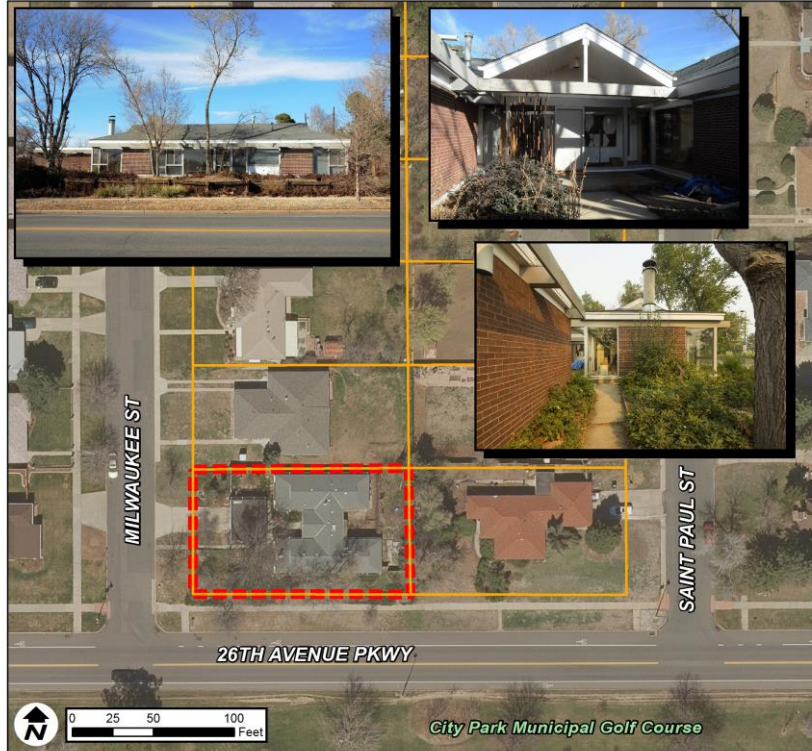 MILWAUKEE ST
SAINT PAUL ST
26TH AVENUE PKWY
N
0 25 50 100
Feet
City Park Municipal Golf Course